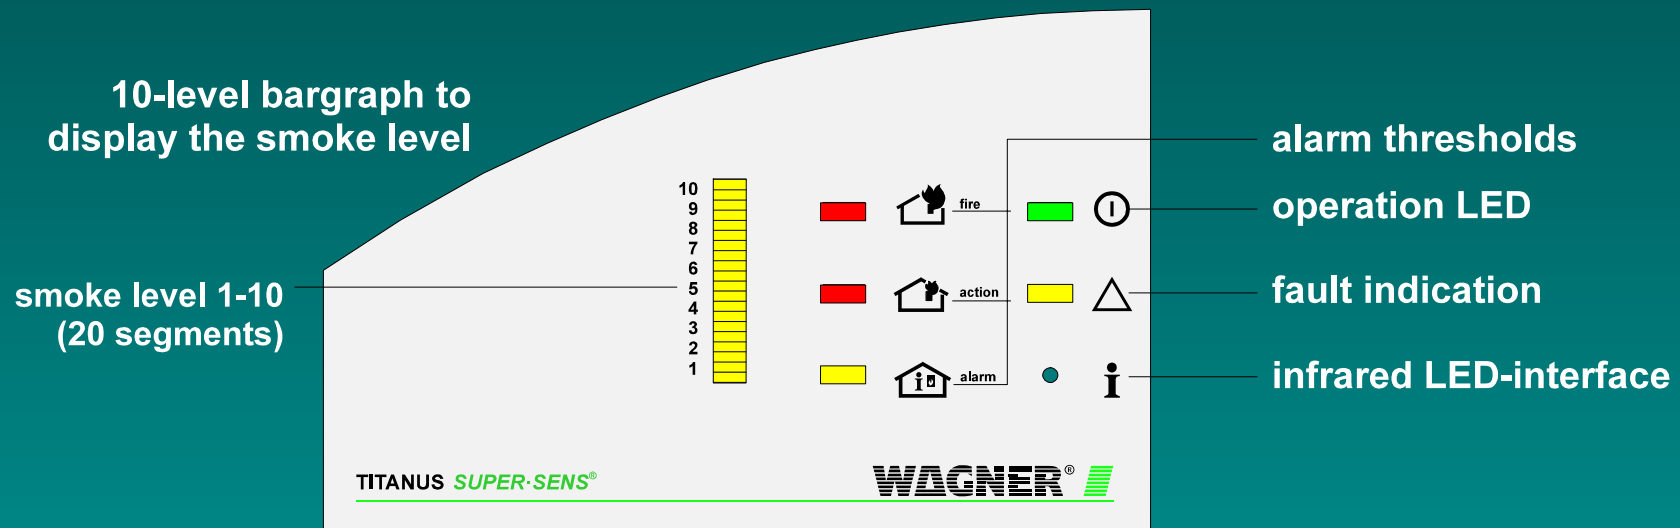 10-level bargraph to
display the smoke level
smoke level 1-10
(20 segments)
10
9
8
7
6
5
4
3
2
1
fire
action
alarm
i
i
alarm thresholds
operation LED
fault indication
infrared LED-interface
TITANUS SUPER·SENS®
WAGNER®